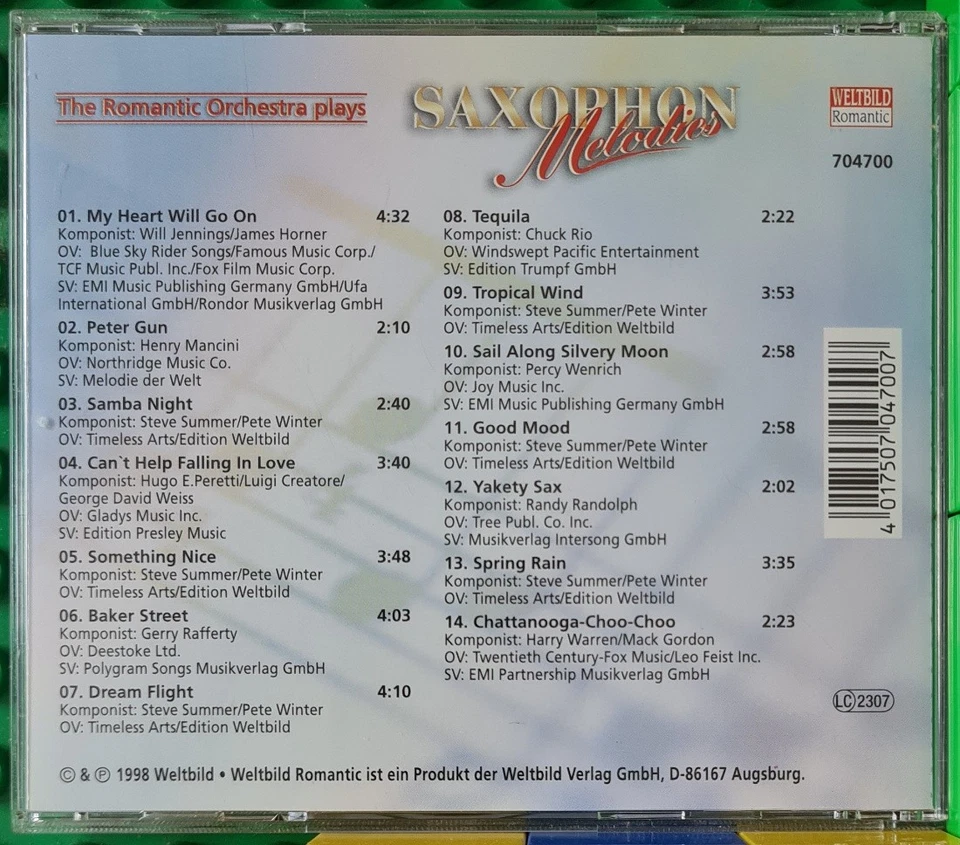 The Romantic Orchestra plays
SAXOPHON
Melodies
WELTBILD
Romantic
704700
01. My Heart Will Go On 4:32
Komponist: Will Jennings/James Horner
OV: Blue Sky Rider Songs/Famous Music Corp./
TCF Music Publ. Inc./Fox Film Music Corp.
SV: EMI Music Publishing Germany GmbH/Ufa
International GmbH/Rondor Musikverlag GmbH
02. Peter Gun 2:10
Komponist: Henry Mancini
OV: Northridge Music Co.
SV: Melodie der Welt
03. Samba Night 2:40
Komponist: Steve Summer/Pete Winter
OV: Timeless Arts/Edition Weltbild
04. Can`t Help Falling In Love 3:40
Komponist: Hugo E.Peretti/Luigi Creatore/
George David Weiss
OV: Gladys Music Inc.
SV: Edition Presley Music
05. Something Nice 3:48
Komponist: Steve Summer/Pete Winter
OV: Timeless Arts/Edition Weltbild
06. Baker Street 4:03
Komponist: Gerry Rafferty
OV: Deestoke Ltd.
SV: Polygram Songs Musikverlag GmbH
07. Dream Flight 4:10
Komponist: Steve Summer/Pete Winter
OV: Timeless Arts/Edition Weltbild
08. Tequila 2:22
Komponist: Chuck Rio
OV: Windswept Pacific Entertainment
SV: Edition Trumpf GmbH
09. Tropical Wind 3:53
Komponist: Steve Summer/Pete Winter
OV: Timeless Arts/Edition Weltbild
10. Sail Along Silvery Moon 2:58
Komponist: Percy Wenrich
OV: Joy Music Inc.
SV: EMI Music Publishing Germany GmbH
11. Good Mood 2:58
Komponist: Steve Summer/Pete Winter
OV: Timeless Arts/Edition Weltbild
12. Yakety Sax 2:02
Komponist: Randy Randolph
OV: Tree Publ. Co. Inc.
SV: Musikverlag Intersong GmbH
13. Spring Rain 3:35
Komponist: Steve Summer/Pete Winter
OV: Timeless Arts/Edition Weltbild
14. Chattanooga-Choo-Choo 2:23
Komponist: Harry Warren/Mack Gordon
OV: Twentieth Century-Fox Music/Leo Feist Inc.
SV: EMI Partnership Musikverlag GmbH
4 017507 047007
LC 2307
© & ℗ 1998 Weltbild • Weltbild Romantic ist ein Produkt der Weltbild Verlag GmbH, D-86167 Augsburg.